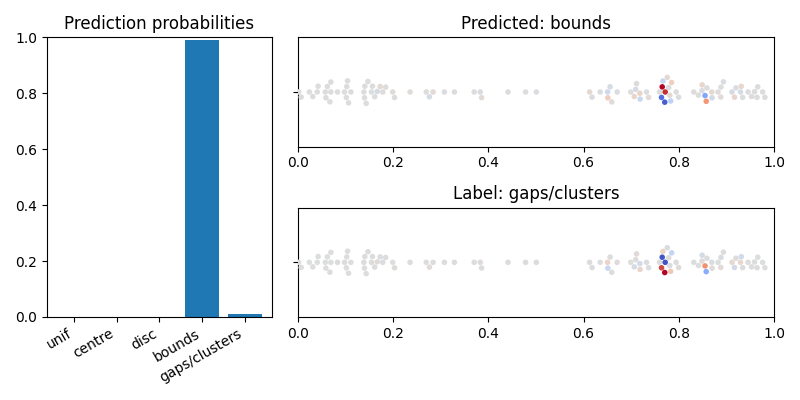 Prediction probabilities
1.0
0.8
0.6
0.4
0.2
0.0
unif
centre
disc
bounds
gaps/clusters
Predicted: bounds
0.0 0.2 0.4 0.6 0.8 1.0
Label: gaps/clusters
0.0 0.2 0.4 0.6 0.8 1.0